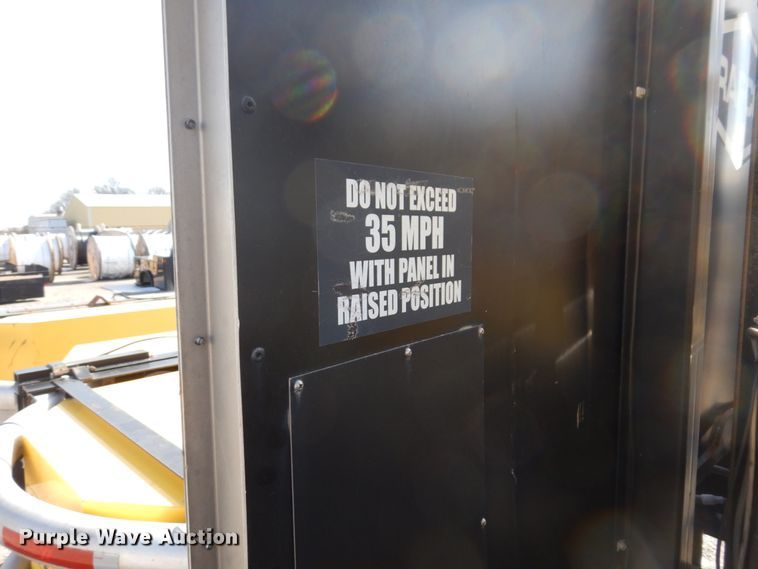 DO NOT EXCEED
35 MPH
WITH PANEL IN
RAISED POSITION
Purple Wave Auction